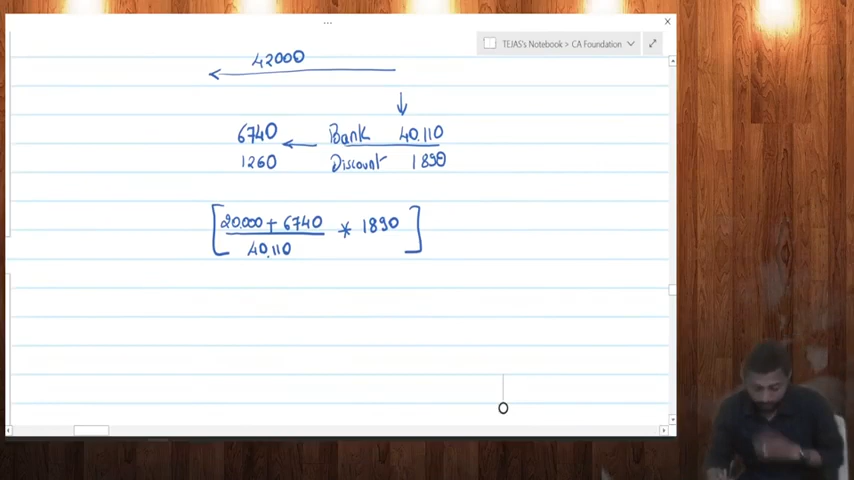 ...
TEJAS's Notebook > CA Foundation
42000
6740 Bank 40.110
1260 Discount 1890
[20.000 + 6740 / 40.110 * 1890]